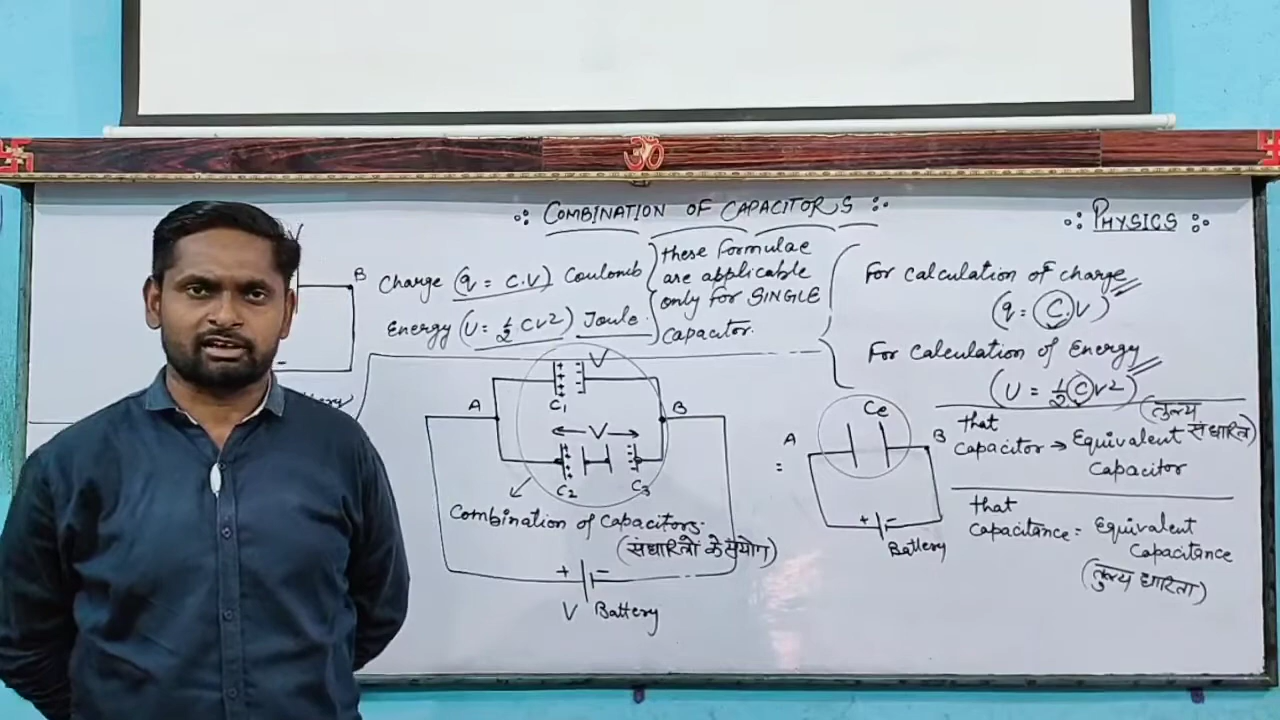 :: COMBINATION OF CAPACITORS ::
:: PHYSICS ::
V
B
-
Charge (q = C.V) Coulomb
Energy (U = 1/2 CV²) Joule.
these formulae
are applicable
only for SINGLE
capacitor.
For calculation of charge
(q = C.V)
For calculation of Energy
(U = 1/2 C V²)
A
V
+ + + +
- - - -
C1
B
V
C2
C3
Combination of Capacitors.
(संधारित्रों के संयोग)
+ -
V Battery
=
A
Ce
B
+ -
Battery
that
capacitor → Equivalent
Capacitor
(तुल्य
संधारित्र)
that
capacitance = Equivalent
Capacitance
(तुल्य धारिता)
ॐ